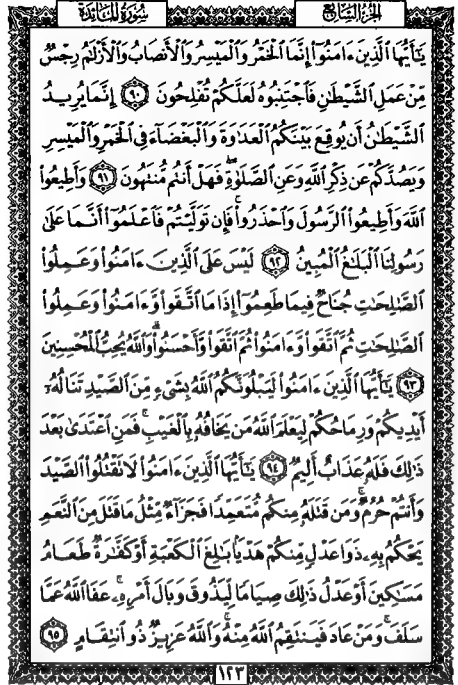 الجزء السابع
سورة المائدة
يَـٰٓأَيُّهَا ٱلَّذِينَ ءَامَنُوٓا۟ إِنَّمَا ٱلْخَمْرُ وَٱلْمَيْسِرُ وَٱلْأَنصَابُ وَٱلْأَزْلَـٰمُ رِجْسٌ
مِّنْ عَمَلِ ٱلشَّيْطَـٰنِ فَٱجْتَنِبُوهُ لَعَلَّكُمْ تُفْلِحُونَ ٩٠ إِنَّمَا يُرِيدُ
ٱلشَّيْطَـٰنُ أَن يُوقِعَ بَيْنَكُمُ ٱلْعَدَٰوَةَ وَٱلْبَغْضَآءَ فِى ٱلْخَمْرِ وَٱلْمَيْسِرِ
وَيَصُدَّكُمْ عَن ذِكْرِ ٱللَّهِ وَعَنِ ٱلصَّلَوٰةِ ۖ فَهَلْ أَنتُم مُّنتَهُونَ ٩١ وَأَطِيعُوا۟
ٱللَّهَ وَأَطِيعُوا۟ ٱلرَّسُولَ وَٱحْذَرُوا۟ ۚ فَإِن تَوَلَّيْتُمْ فَٱعْلَمُوٓا۟ أَنَّمَا عَلَىٰ
رَسُولِنَا ٱلْبَلَـٰغُ ٱلْمُبِينُ ٩٢ لَيْسَ عَلَى ٱلَّذِينَ ءَامَنُوا۟ وَعَمِلُوا۟
ٱلصَّـٰلِحَـٰتِ جُنَاحٌ فِيمَا طَعِمُوٓا۟ إِذَا مَا ٱتَّقَوا۟ وَّءَامَنُوا۟ وَعَمِلُوا۟
ٱلصَّـٰلِحَـٰتِ ثُمَّ ٱتَّقَوا۟ وَّءَامَنُوا۟ ثُمَّ ٱتَّقَوا۟ وَّأَحْسَنُوا۟ ۗ وَٱللَّهُ يُحِبُّ ٱلْمُحْسِنِينَ
٩٣ يَـٰٓأَيُّهَا ٱلَّذِينَ ءَامَنُوا۟ لَيَبْلُوَنَّكُمُ ٱللَّهُ بِشَىْءٍ مِّنَ ٱلصَّيْدِ تَنَالُهُۥٓ
أَيْدِيكُمْ وَرِمَاحُكُمْ لِيَعْلَمَ ٱللَّهُ مَن يَخَافُهُۥ بِٱلْغَيْبِ ۚ فَمَنِ ٱعْتَدَىٰ بَعْدَ
ذَٰلِكَ فَلَهُۥ عَذَابٌ أَلِيمٌ ٩٤ يَـٰٓأَيُّهَا ٱلَّذِينَ ءَامَنُوا۟ لَا تَقْتُلُوا۟ ٱلصَّيْدَ
وَأَنتُمْ حُرُمٌ ۚ وَمَن قَتَلَهُۥ مِنكُم مُّتَعَمِّدًا فَجَزَآءٌ مِّثْلُ مَا قَتَلَ مِنَ ٱلنَّعَمِ
يَحْكُمُ بِهِۦ ذَوَا عَدْلٍ مِّنكُمْ هَدْيًۢا بَـٰلِغَ ٱلْكَعْبَةِ أَوْ كَفَّـٰرَةٌ طَعَامُ
مَسَـٰكِينَ أَوْ عَدْلُ ذَٰلِكَ صِيَامًا لِّيَذُوقَ وَبَالَ أَمْرِهِۦ ۗ عَفَا ٱللَّهُ عَمَّا
سَلَفَ ۚ وَمَنْ عَادَ فَيَنتَقِمُ ٱللَّهُ مِنْهُ ۗ وَٱللَّهُ عَزِيزٌ ذُو ٱنتِقَامٍ ٩٥
١٢٣